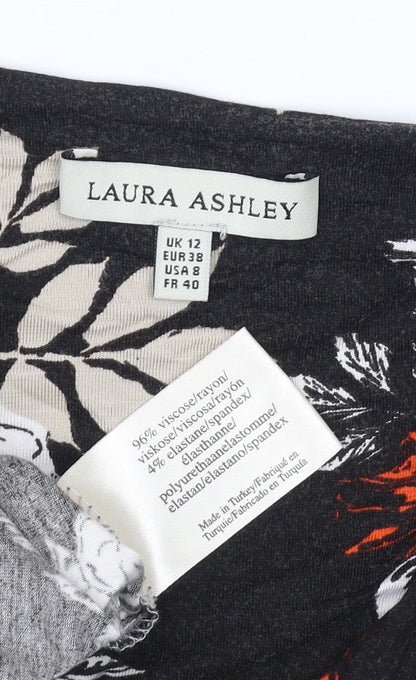 LAURA ASHLEY
UK 12
EUR 38
USA 8
FR 40
96% viscose/rayon/
viskose/viscosa/rayón
4% elastane/spandex/
élasthanne/
polyurethaanelastomme/
elastan/elastano/spandex
Made in Turkey/Fabriqué en
Turquie/Fabricado en Turquía